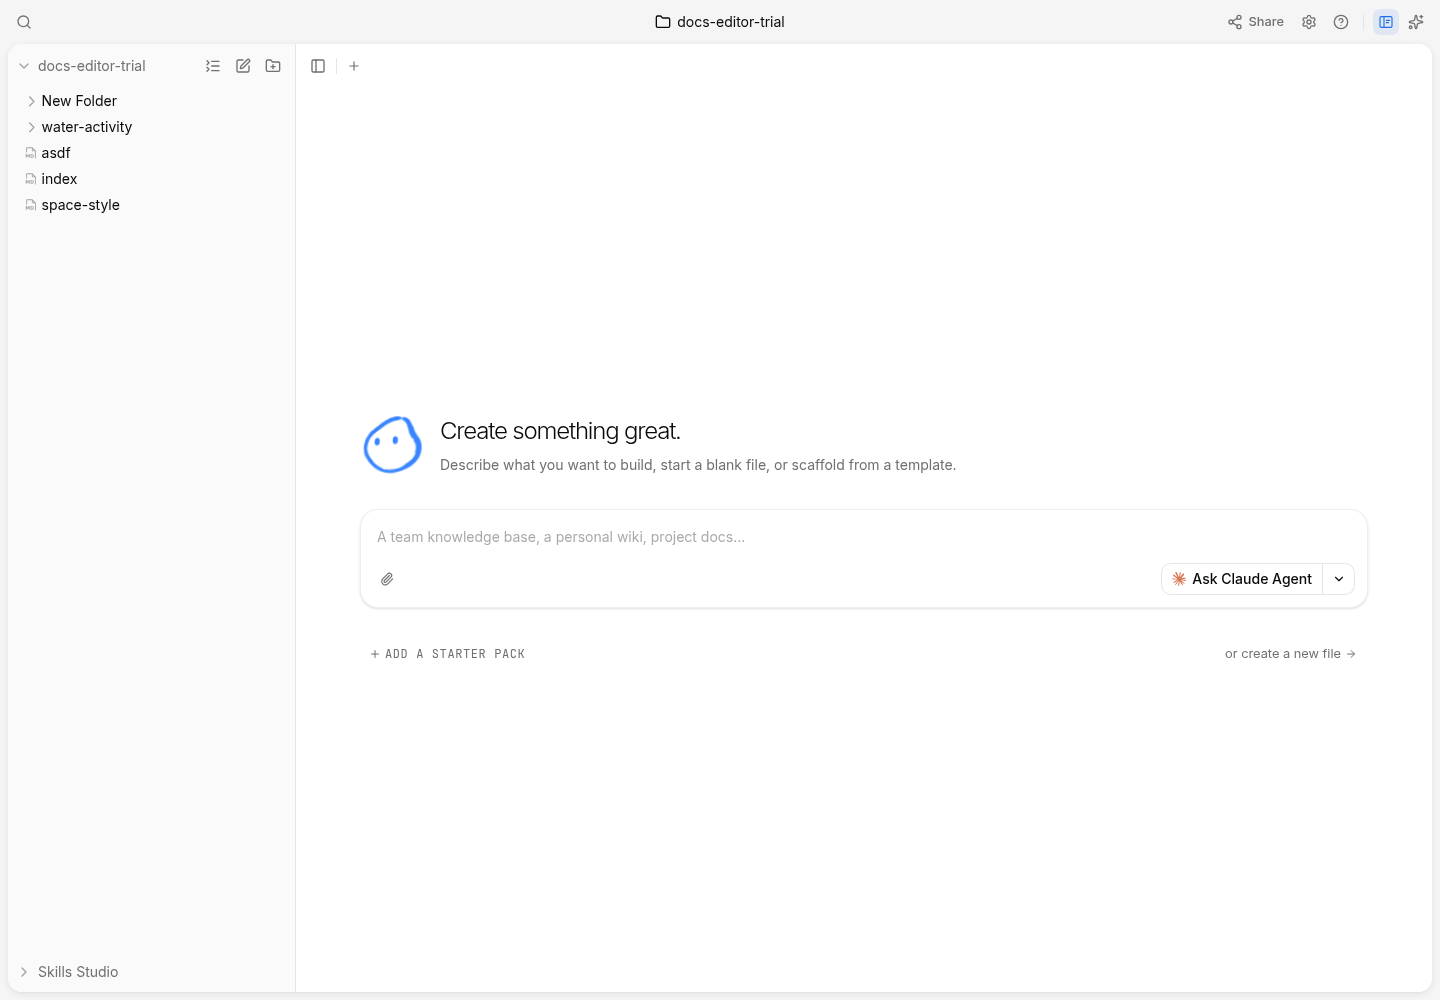 docs-editor-trial
Share
docs-editor-trial
New Folder
water-activity
asdf
index
space-style
Create something great.
Describe what you want to build, start a blank file, or scaffold from a template.
A team knowledge base, a personal wiki, project docs...
Ask Claude Agent
ADD A STARTER PACK
or create a new file
Skills Studio